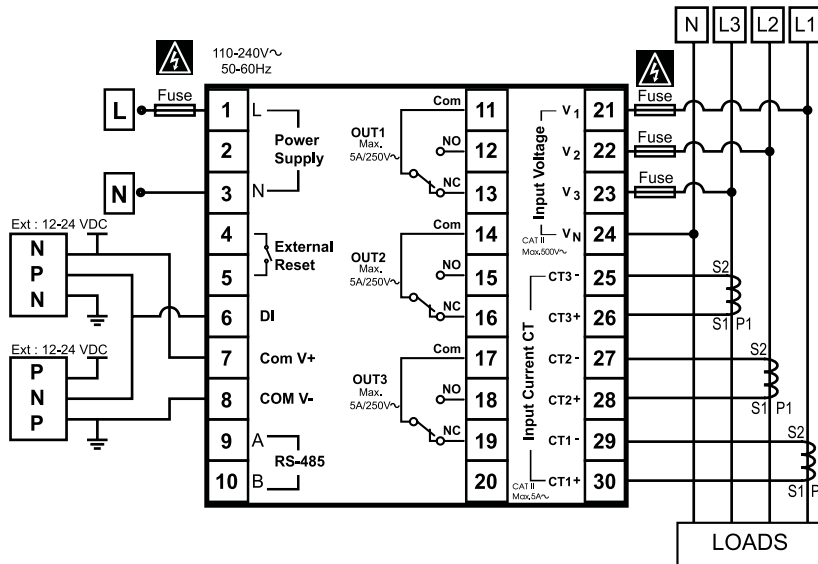 N L3 L2 L1
110-240V~
50-60Hz
L Fuse
N
Ext : 12-24 VDC
N
P
N
Ext : 12-24 VDC
P
N
P
1 L
2
3 N
Power
Supply
4
5
External
Reset
6 DI
7 Com V+
8 COM V-
9 A
10 B
RS-485
OUT1
Max.
5A/250V~
Com 11
NO 12
NC 13
OUT2
Max.
5A/250V~
Com 14
NO 15
NC 16
OUT3
Max.
5A/250V~
Com 17
NO 18
NC 19
20
Input Voltage
CAT II
Max.500V~
V1 21 Fuse
V2 22 Fuse
V3 23 Fuse
VN 24
Input Current CT
CAT II
Max.5A~
CT3 - 25 S2
CT3+ 26 S1 P1
CT2 - 27 S2
CT2+ 28 S1 P1
CT1 - 29 S2
CT1+ 30 S1 P
LOADS